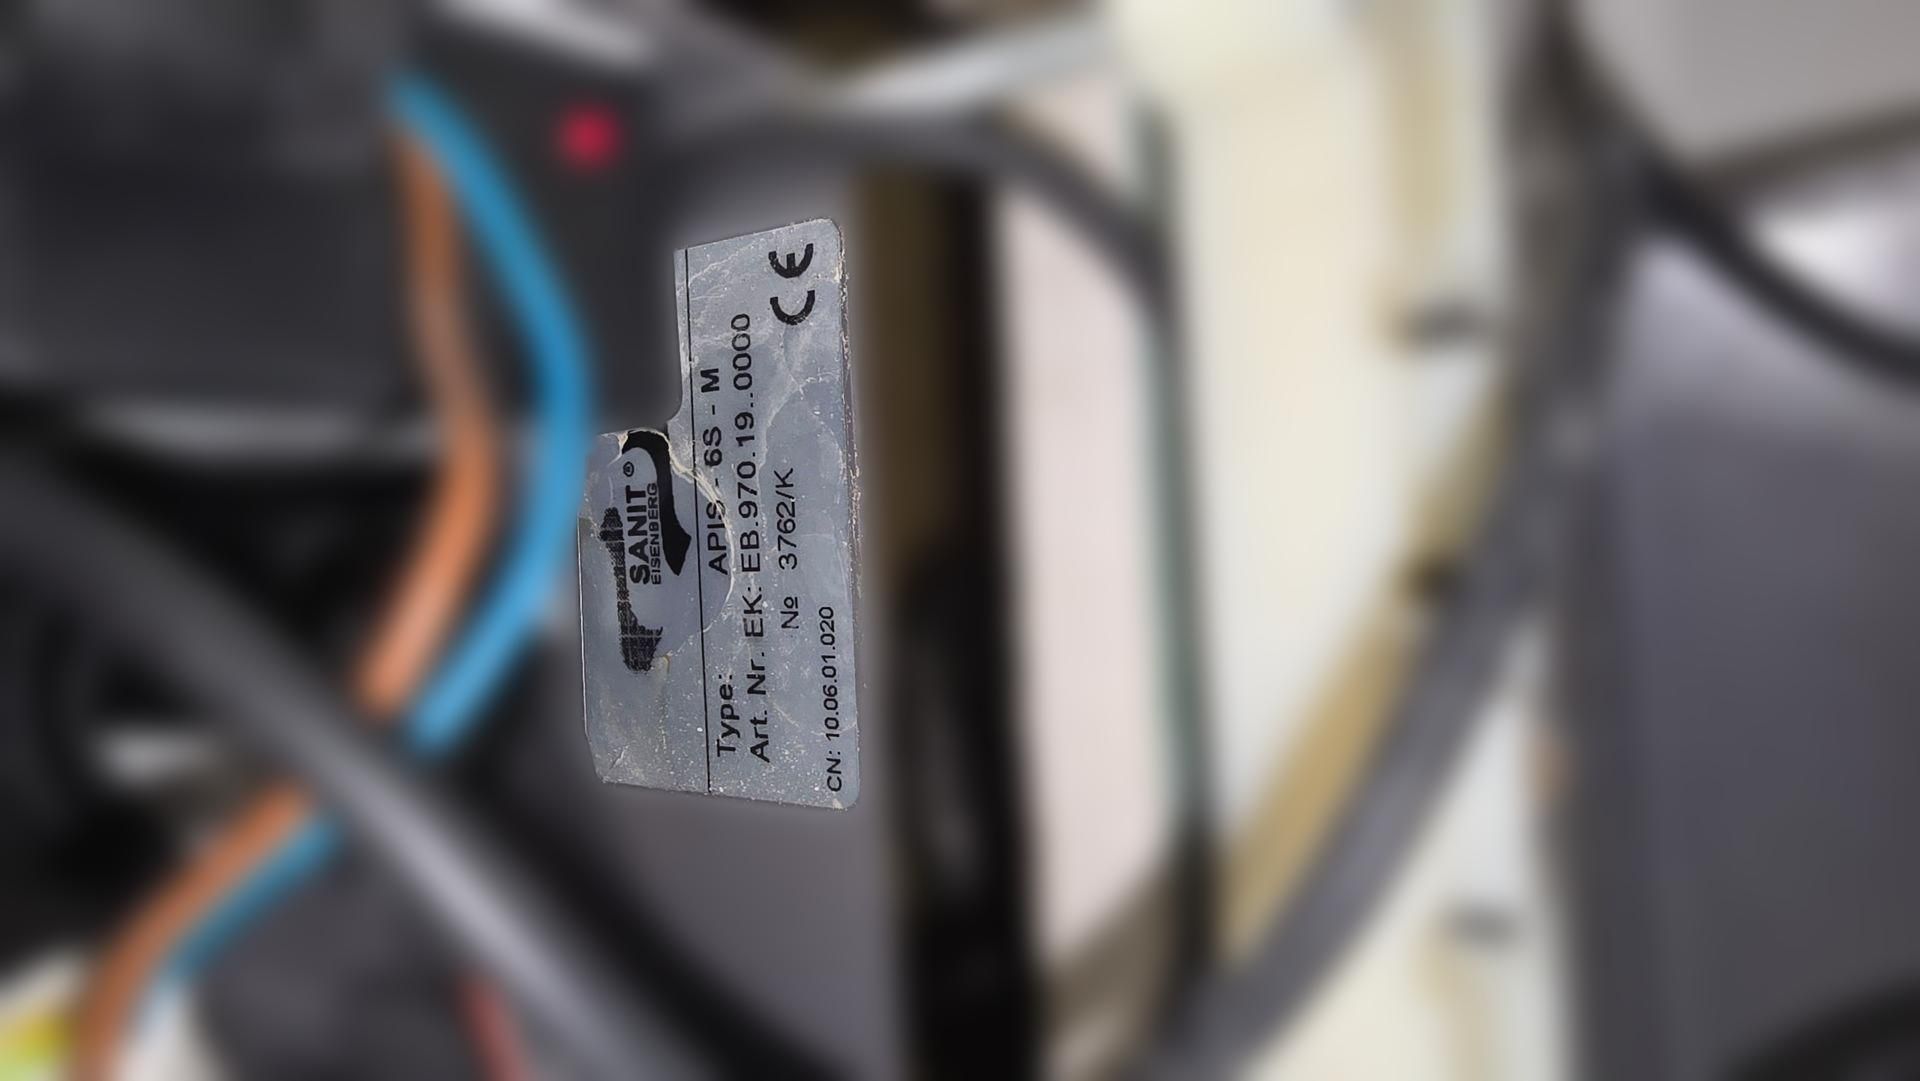 SANIT ®
EISENBERG
Type: APIS - 6S - M
Art. Nr. EK: EB.970.19..0000
№ 3762/K
CN: 10.06.01.020
CE